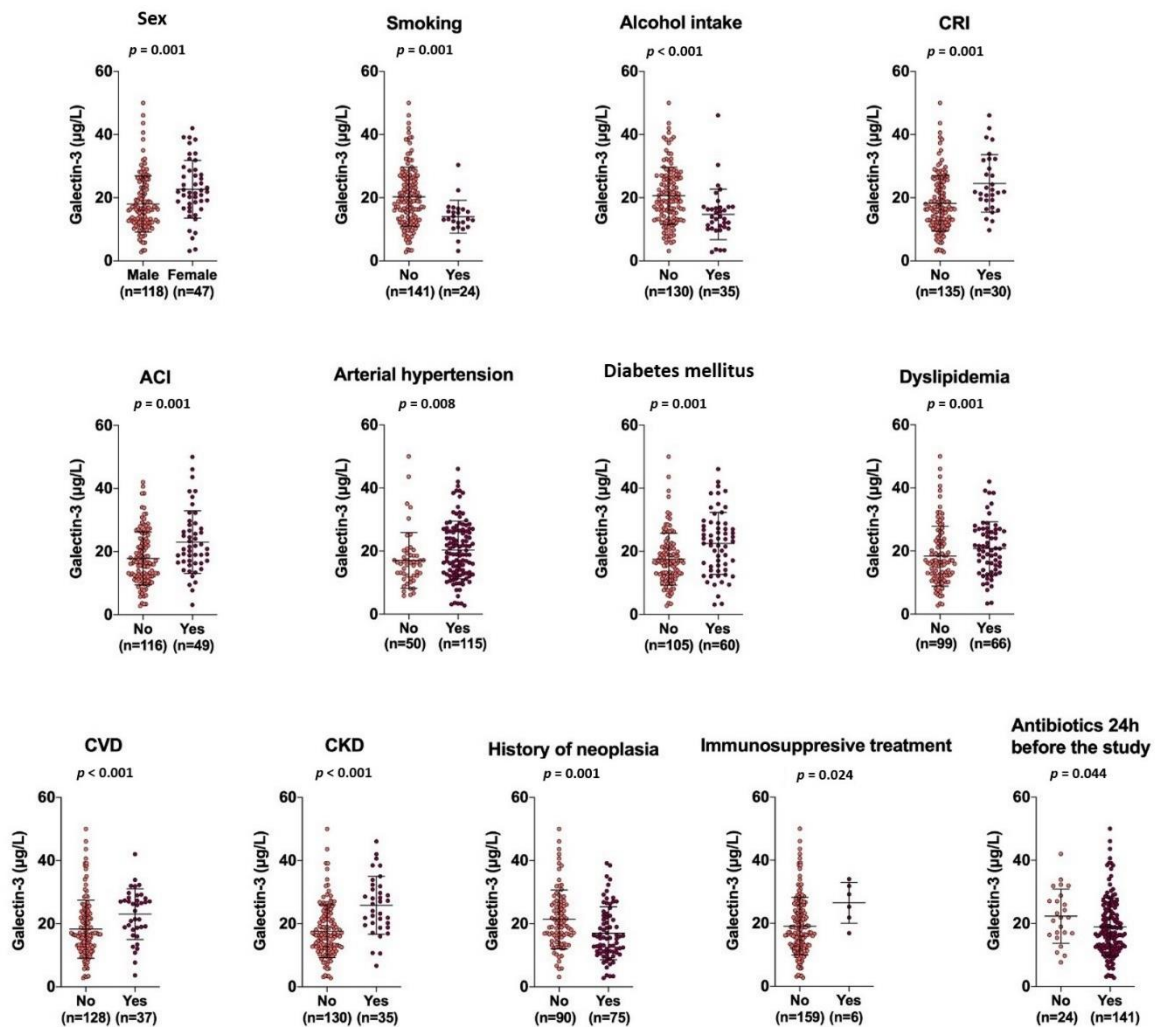 Sex
p = 0.001
60
40
20
0
Galectin-3 (µg/L)
Male Female
(n=118) (n=47)
Smoking
p = 0.001
60
40
20
0
Galectin-3 (µg/L)
No Yes
(n=141) (n=24)
Alcohol intake
p < 0.001
60
40
20
0
Galectin-3 (µg/L)
No Yes
(n=130) (n=35)
CRI
p = 0.001
60
40
20
0
Galectin-3 (µg/L)
No Yes
(n=135) (n=30)
ACI
p = 0.001
60
40
20
0
Galectin-3 (µg/L)
No Yes
(n=116) (n=49)
Arterial hypertension
p = 0.008
60
40
20
0
Galectin-3 (µg/L)
No Yes
(n=50) (n=115)
Diabetes mellitus
p = 0.001
60
40
20
0
Galectin-3 (µg/L)
No Yes
(n=105) (n=60)
Dyslipidemia
p = 0.001
60
40
20
0
Galectin-3 (µg/L)
No Yes
(n=99) (n=66)
CVD
p < 0.001
60
40
20
0
Galectin-3 (µg/L)
No Yes
(n=128) (n=37)
CKD
p < 0.001
60
40
20
0
Galectin-3 (µg/L)
No Yes
(n=130) (n=35)
History of neoplasia
p = 0.001
60
40
20
0
Galectin-3 (µg/L)
No Yes
(n=90) (n=75)
Immunosuppresive treatment
p = 0.024
60
40
20
0
Galectin-3 (µg/L)
No Yes
(n=159) (n=6)
Antibiotics 24h
before the study
p = 0.044
60
40
20
0
Galectin-3 (µg/L)
No Yes
(n=24) (n=141)